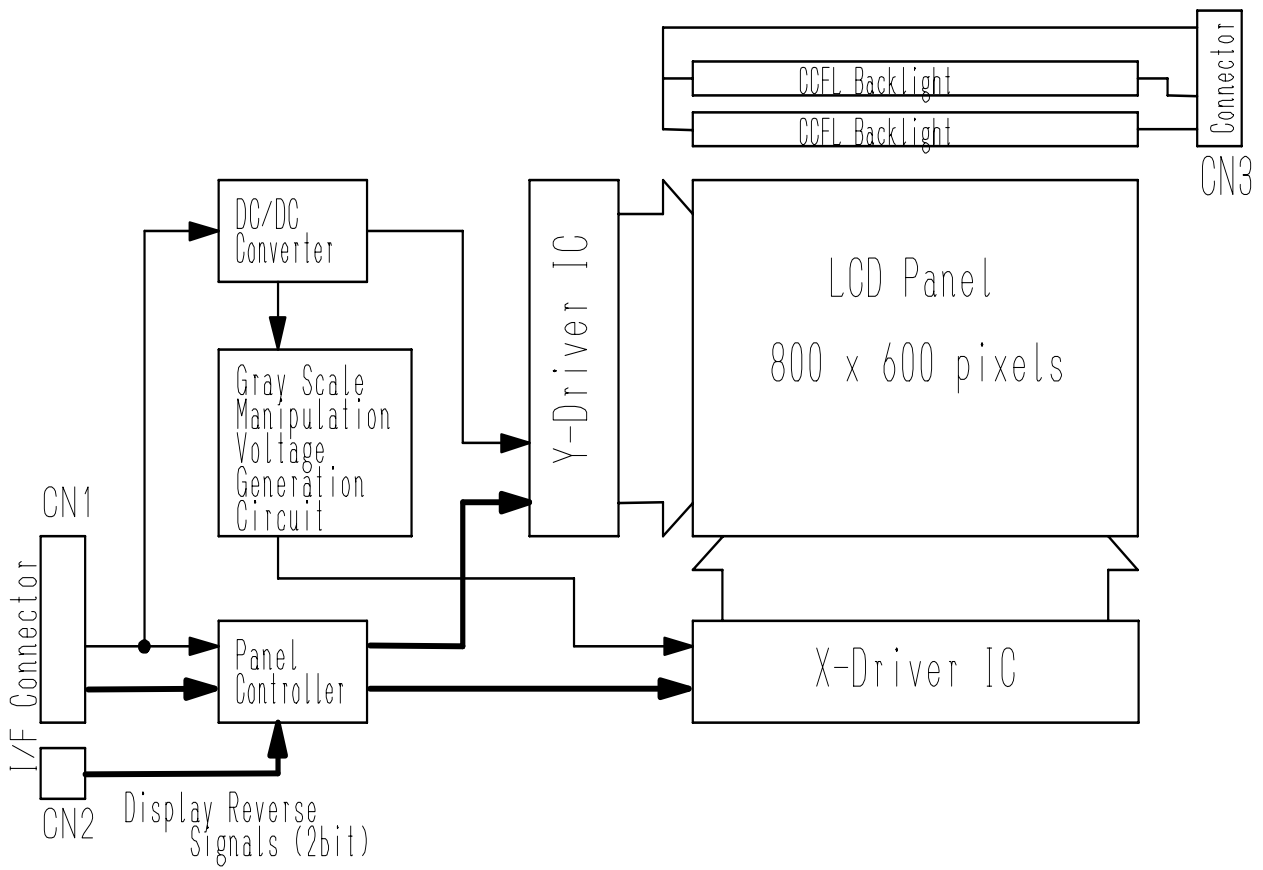 CCFL Backlight
CCFL Backlight
Connector
CN3
DC/DC
Converter
Y-Driver IC
LCD Panel
800 x 600 pixels
Gray Scale
Manipulation
Voltage
Generation
Circuit
CN1
I/F Connector
Panel
Controller
X-Driver IC
CN2
Display Reverse
Signals (2bit)